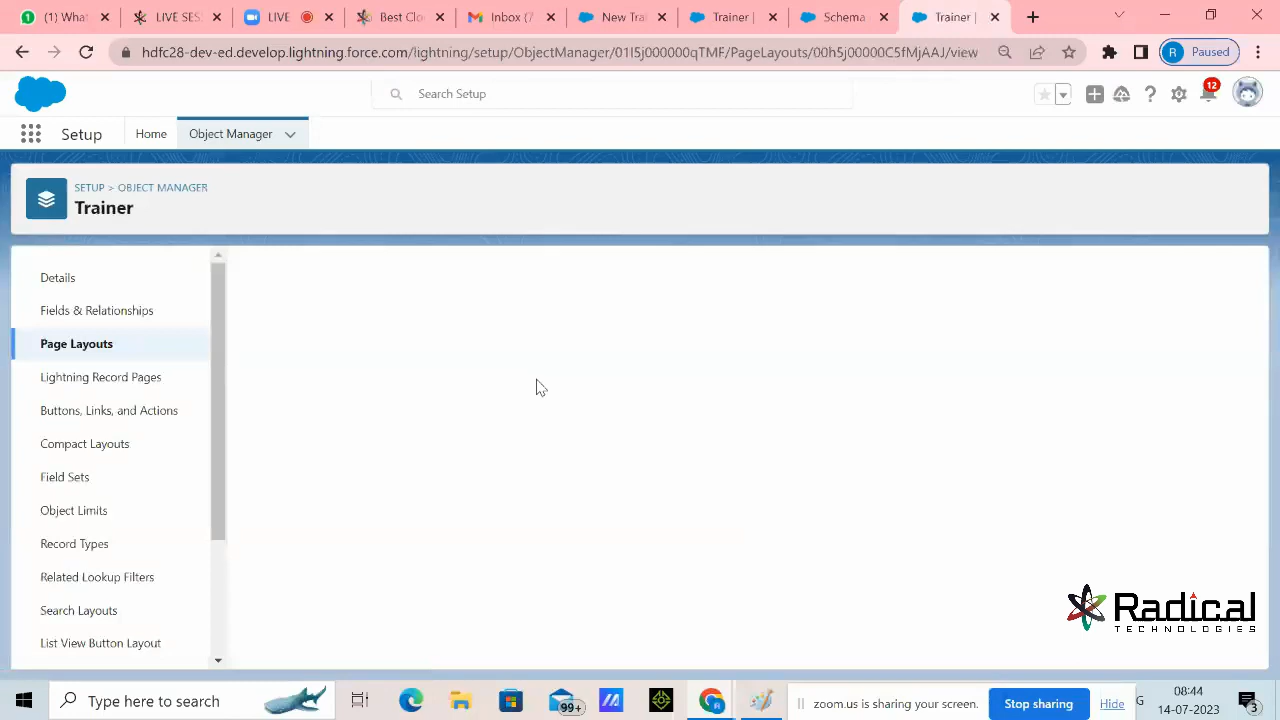 (1) What
LIVE SES
LIVE
Best Clo
Inbox (7
New Trai
Trainer |
Schema
Trainer |
hdfc28-dev-ed.develop.lightning.force.com/lightning/setup/ObjectManager/01I5j000000qTMF/PageLayouts/00h5j00000C5fMjAAJ/view
R Paused
Search Setup
12
Setup
Home
Object Manager
SETUP > OBJECT MANAGER
Trainer
Details
Fields & Relationships
Page Layouts
Lightning Record Pages
Buttons, Links, and Actions
Compact Layouts
Field Sets
Object Limits
Record Types
Related Lookup Filters
Search Layouts
List View Button Layout
Radical
TECHNOLOGIES
Type here to search
99+
zoom.us is sharing your screen.
Stop sharing
Hide
G
08:44
14-07-2023
3